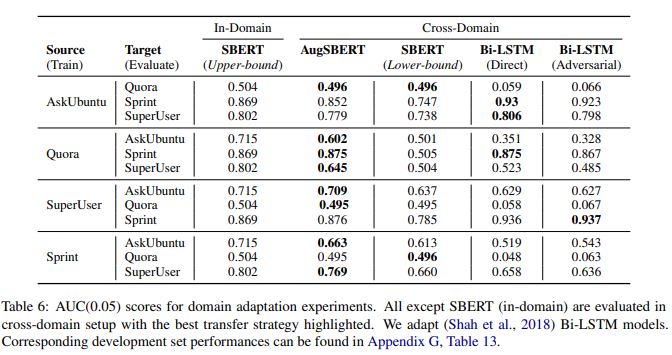 In-Domain Cross-Domain
Source Target SBERT AugSBERT SBERT Bi-LSTM Bi-LSTM
(Train) (Evaluate) (Upper-bound) (Lower-bound) (Direct) (Adversarial)
Quora 0.504 0.496 0.496 0.059 0.066
AskUbuntu Sprint 0.869 0.852 0.747 0.93 0.923
SuperUser 0.802 0.779 0.738 0.806 0.798
AskUbuntu 0.715 0.602 0.501 0.351 0.328
Quora Sprint 0.869 0.875 0.505 0.875 0.867
SuperUser 0.802 0.645 0.504 0.523 0.485
AskUbuntu 0.715 0.709 0.637 0.629 0.627
SuperUser Quora 0.504 0.495 0.495 0.058 0.067
Sprint 0.869 0.876 0.785 0.936 0.937
AskUbuntu 0.715 0.663 0.613 0.519 0.543
Sprint Quora 0.504 0.495 0.496 0.048 0.063
SuperUser 0.802 0.769 0.660 0.658 0.636
Table 6: AUC(0.05) scores for domain adaptation experiments. All except SBERT (in-domain) are evaluated in
cross-domain setup with the best transfer strategy highlighted. We adapt (Shah et al., 2018) Bi-LSTM models.
Corresponding development set performances can be found in Appendix G, Table 13.